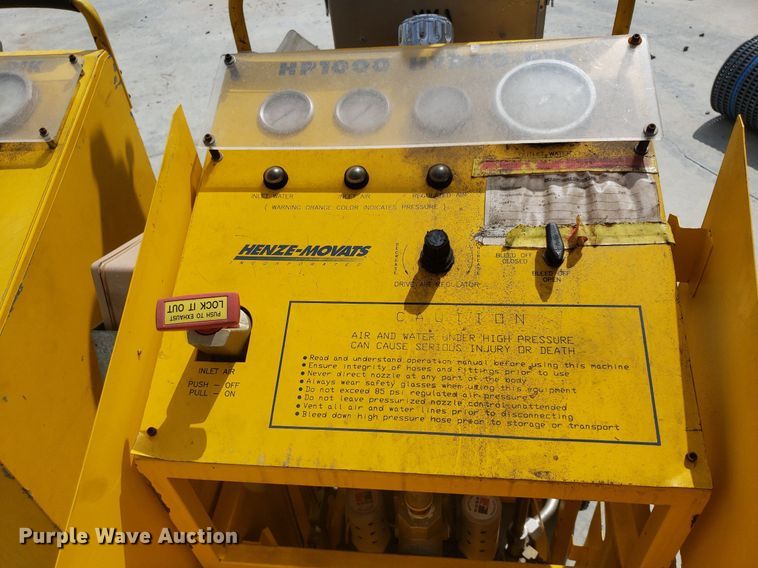 HP1000
INLET WATER
INLET AIR
REGULATED AIR
( WARNING ORANGE COLOR INDICATES PRESSURE )
HENZE-MOVATS
INCORPORATED
DECREASE
INCREASE
DRIVE AIR REGULATOR
BLEED OFF
CLOSED
BLEED OFF
OPEN
PUSH TO EXHAUST
LOCK IT OUT
INLET AIR
PUSH — OFF
PULL — ON
CAUTION
AIR AND WATER UNDER HIGH PRESSURE
CAN CAUSE SERIOUS INJURY OR DEATH
● Read and understand operation manual before using this machine
● Ensure integrity of hoses and fittings prior to use
● Never direct nozzle at any part of the body
● Always wear safety glasses when using this equipment
● Do not exceed 85 psi regulated air pressure
● Do not leave pressurized nozzle control unattended
● Vent all air and water lines prior to disconnecting
● Bleed down high pressure hose prior to storage or transport
Purple Wave Auction